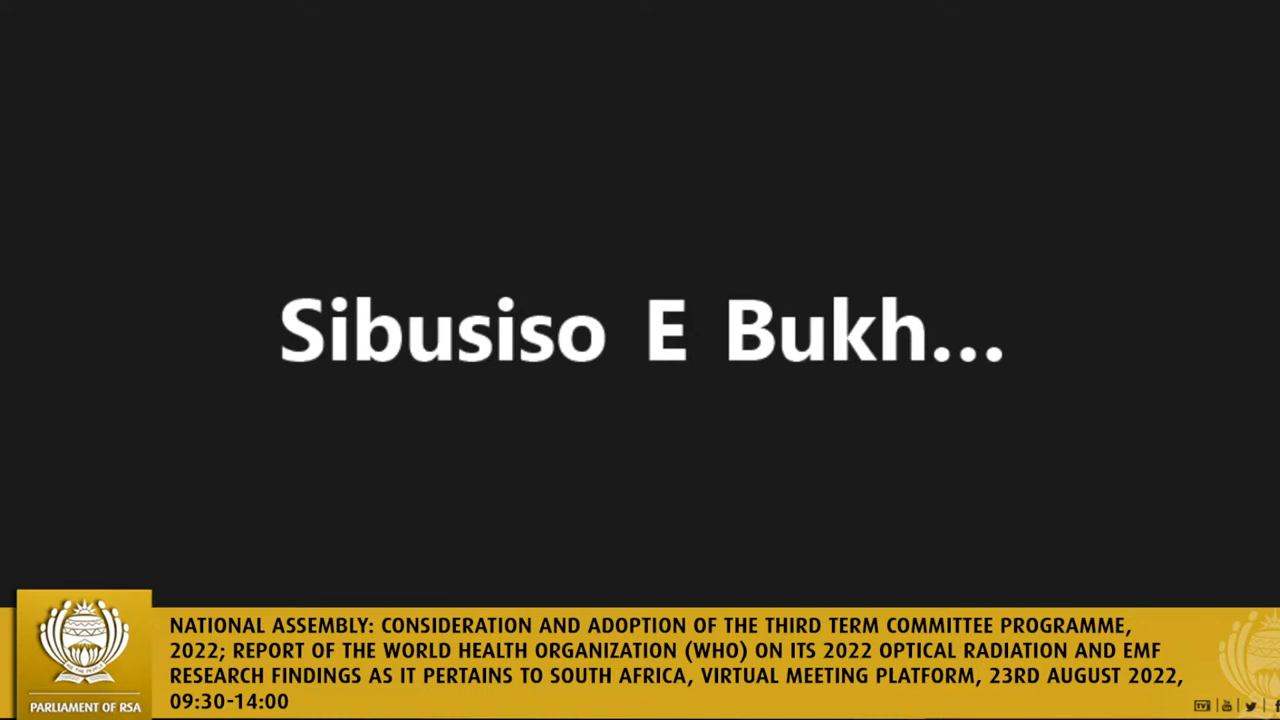 Sibusiso E Bukh...
NATIONAL ASSEMBLY: CONSIDERATION AND ADOPTION OF THE THIRD TERM COMMITTEE PROGRAMME,
2022; REPORT OF THE WORLD HEALTH ORGANIZATION (WHO) ON ITS 2022 OPTICAL RADIATION AND EMF
RESEARCH FINDINGS AS IT PERTAINS TO SOUTH AFRICA, VIRTUAL MEETING PLATFORM, 23RD AUGUST 2022,
09:30-14:00
PARLIAMENT OF RSA